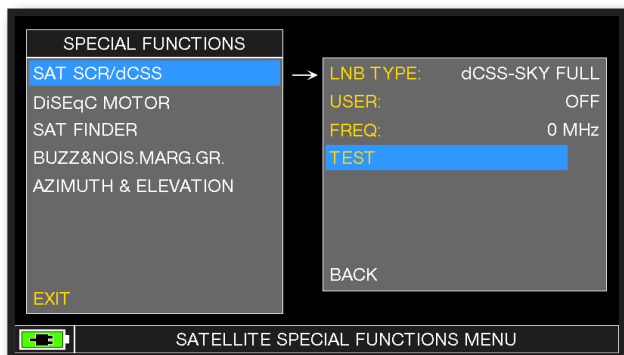 SPECIAL FUNCTIONS
SAT SCR/dCSS
DiSEqC MOTOR
SAT FINDER
BUZZ&NOIS.MARG.GR.
AZIMUTH & ELEVATION
EXIT
→ LNB TYPE: dCSS-SKY FULL
USER: OFF
FREQ: 0 MHz
TEST
BACK
SATELLITE SPECIAL FUNCTIONS MENU